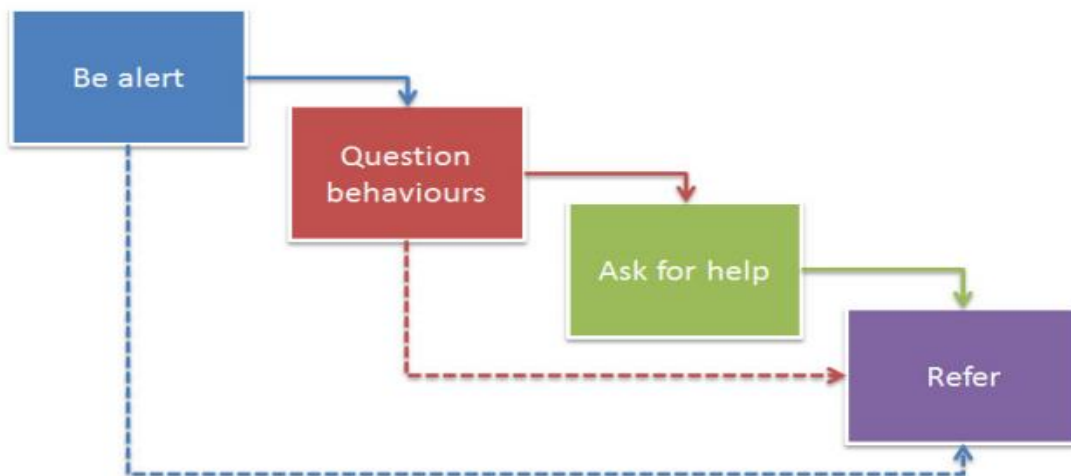 Be alert
Question
behaviours
Ask for help
Refer